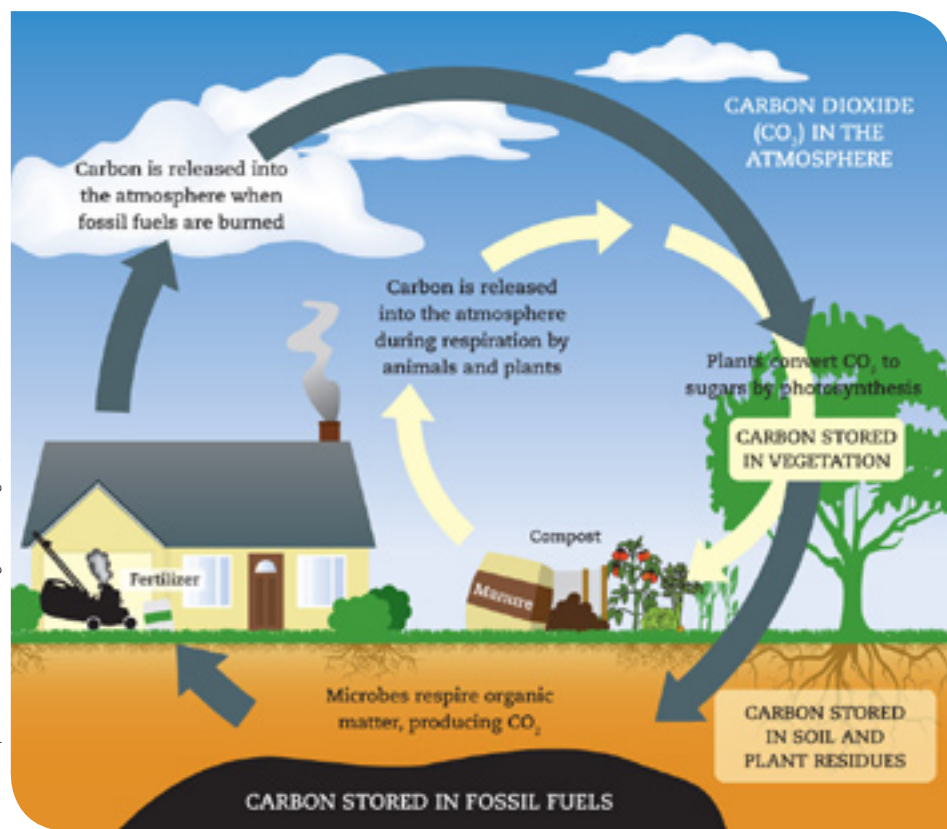 CARBON DIOXIDE
(CO₂) IN THE
ATMOSPHERE
Carbon is released into
the atmosphere when
fossil fuels are burned
Carbon is released
into the atmosphere
during respiration by
animals and plants
Plants convert CO₂ to
sugars by photosynthesis
CARBON STORED
IN VEGETATION
Compost
Fertilizer
Manure
Microbes respire organic
matter, producing CO₂
CARBON STORED
IN SOIL AND
PLANT RESIDUES
CARBON STORED IN FOSSIL FUELS